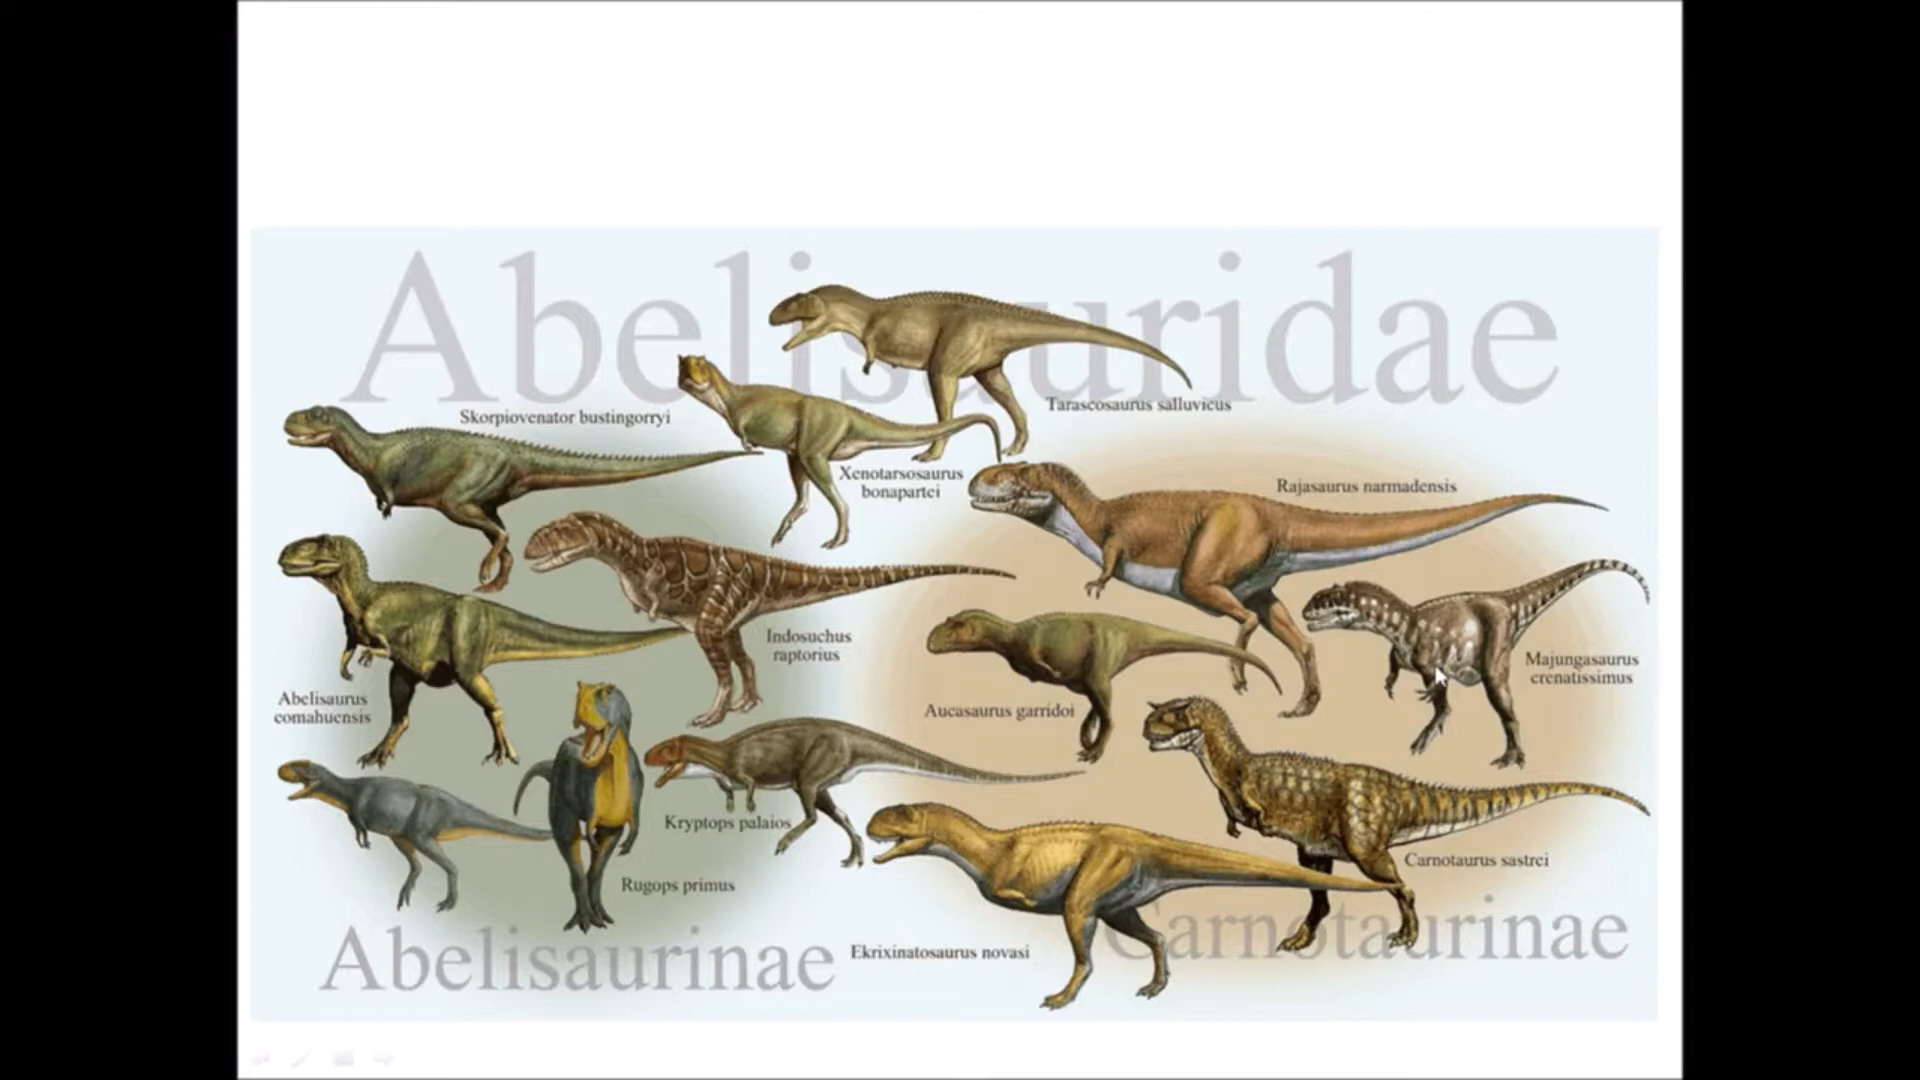 Abelisauridae
Skorpiovenator bustingorryi
Tarascosaurus salluvicus
Xenotarsosaurus
bonapartei
Rajasaurus narmadensis
Indosuchus
raptorius
Majungasaurus
crenatissimus
Abelisaurus
comahuensis
Aucasaurus garridoi
Kryptops palaios
Carnotaurus sastrei
Rugops primus
Abelisaurinae
Ekrixinatosaurus novasi
Carnotaurinae